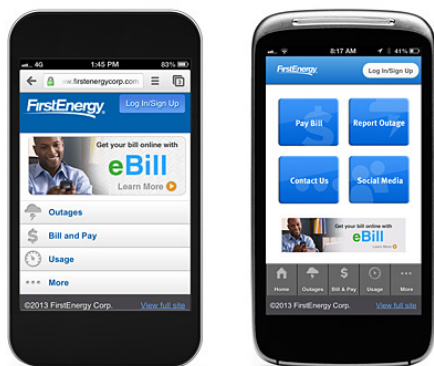 4G 1:45 PM 83%
w.firstenergycorp.com
FirstEnergy
Log In/Sign Up
Get your bill online with
eBill
Learn More
Outages
Bill and Pay
Usage
More
©2013 FirstEnergy Corp. View full site
8:17 AM 41%
FirstEnergy
Log In/Sign Up
Pay Bill
Report Outage
Contact Us
Social Media
Get your bill online with
eBill
Learn More
Home Outages Bill & Pay Usage More
©2013 FirstEnergy Corp. View full site